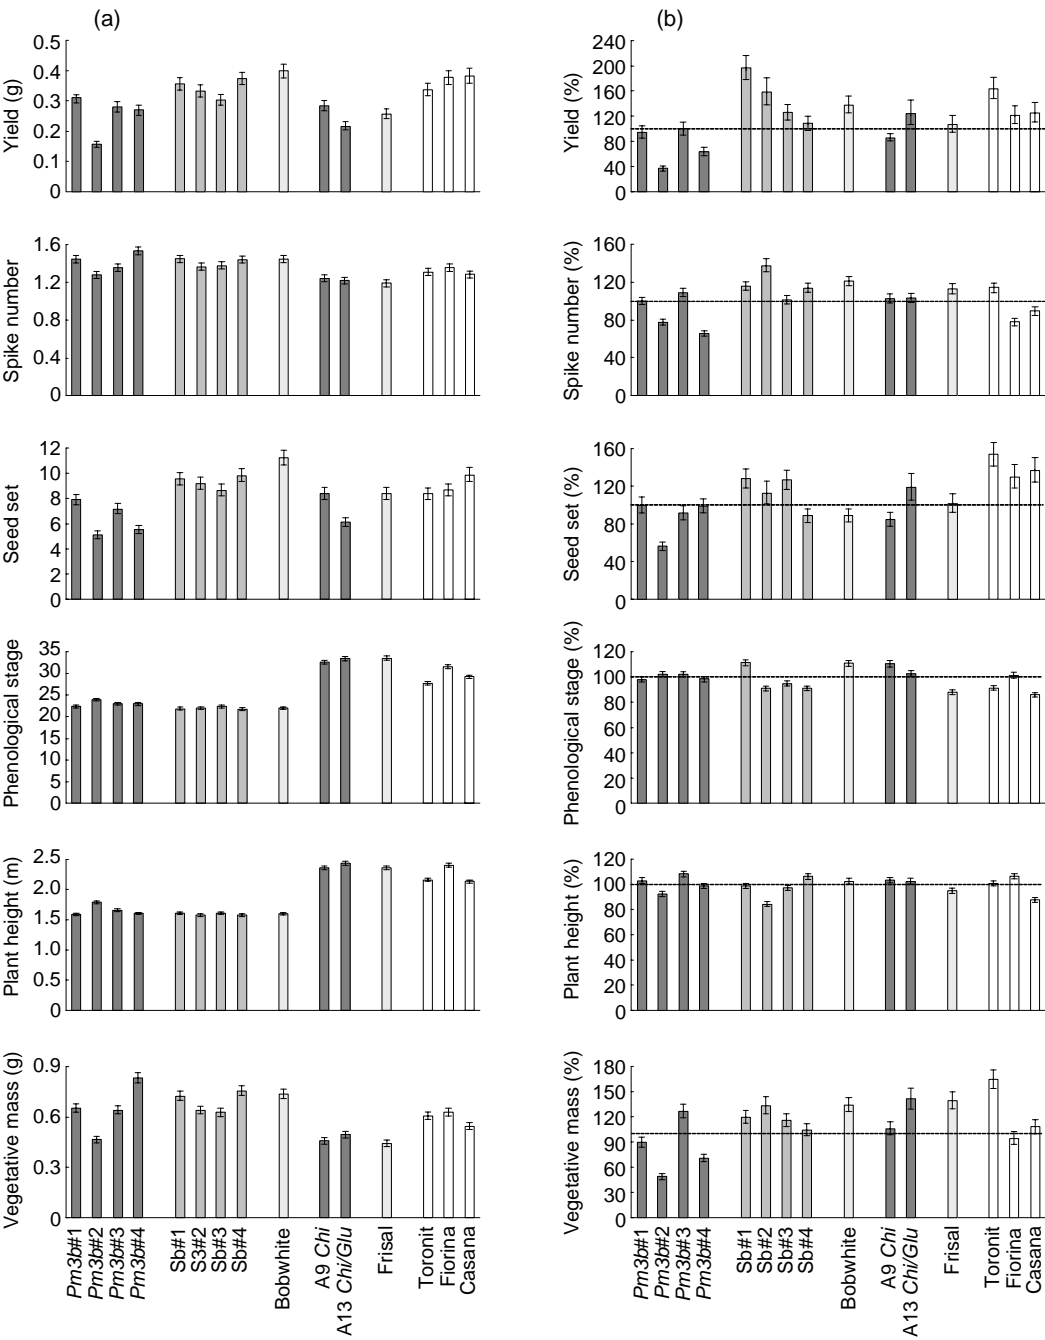 (a)
Yield (g)
0.5
0.4
0.3
0.2
0.1
0
Spike number
1.6
1.2
0.8
0.4
0
Seed set
12
10
8
6
4
2
0
Phenological stage
35
30
25
20
15
10
5
0
Plant height (m)
2.5
2.0
1.5
1.0
0.5
0
Vegetative mass (g)
0.9
0.6
0.3
0
Pm3b#1
Pm3b#2
Pm3b#3
Pm3b#4
Sb#1
S3#2
Sb#3
Sb#4
Bobwhite
A9 Chi
A13 Chi/Glu
Frisal
Toronit
Fiorina
Casana
(b)
Yield (%)
240
200
160
120
80
40
0
Spike number (%)
160
120
80
40
0
Seed set (%)
160
120
80
40
0
Phenological stage (%)
120
100
80
60
40
20
0
Plant height (%)
120
100
80
60
40
20
0
Vegetative mass (%)
180
150
120
90
60
30
0
Pm3b#1
Pm3b#2
Pm3b#3
Pm3b#4
Sb#1
Sb#2
Sb#3
Sb#4
Bobwhite
A9 Chi
A13 Chi/Glu
Frisal
Toronit
Fiorina
Casana